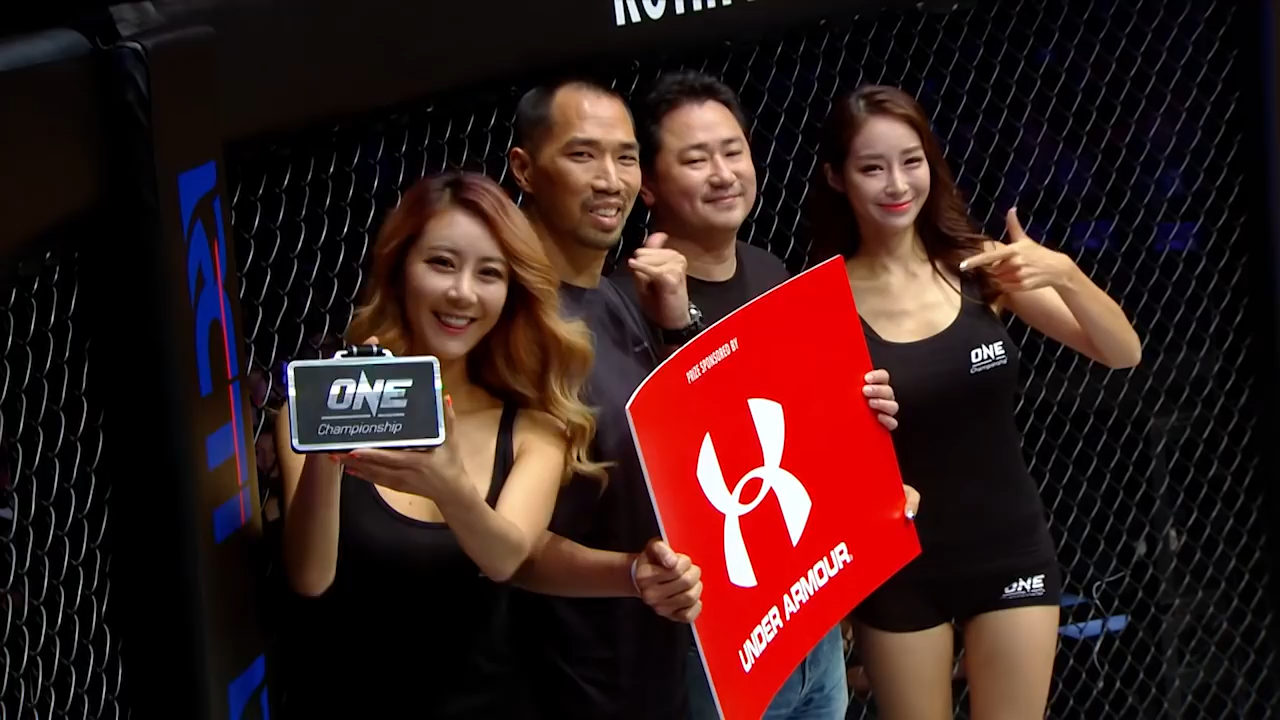 ONE
Championship
PRIZE SPONSORED BY
UNDER ARMOUR.
ONE
Championship
ONE